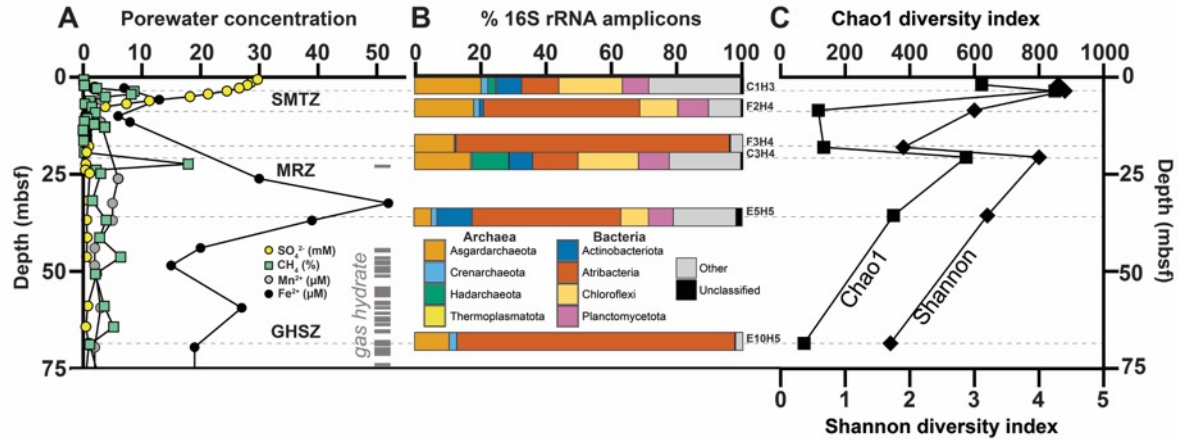 A Porewater concentration
0 10 20 30 40 50
0
25
50
75
Depth (mbsf)
SMTZ
MRZ
GHSZ
SO₄²⁻ (mM)
CH₄ (%)
Mn²⁺ (µM)
Fe²⁺ (µM)
gas hydrate
B % 16S rRNA amplicons
0 20 40 60 80 100
C1H3
F2H4
F3H4
C3H4
E5H5
E10H5
Archaea
Asgardarchaeota
Crenarchaeota
Hadarchaeota
Thermoplasmatota
Bacteria
Actinobacteriota
Atribacteria
Chloroflexi
Planctomycetota
Other
Unclassified
C Chao1 diversity index
0 200 400 600 800 1000
Chao1
Shannon
0
25
50
75
Depth (mbsf)
0 1 2 3 4 5
Shannon diversity index